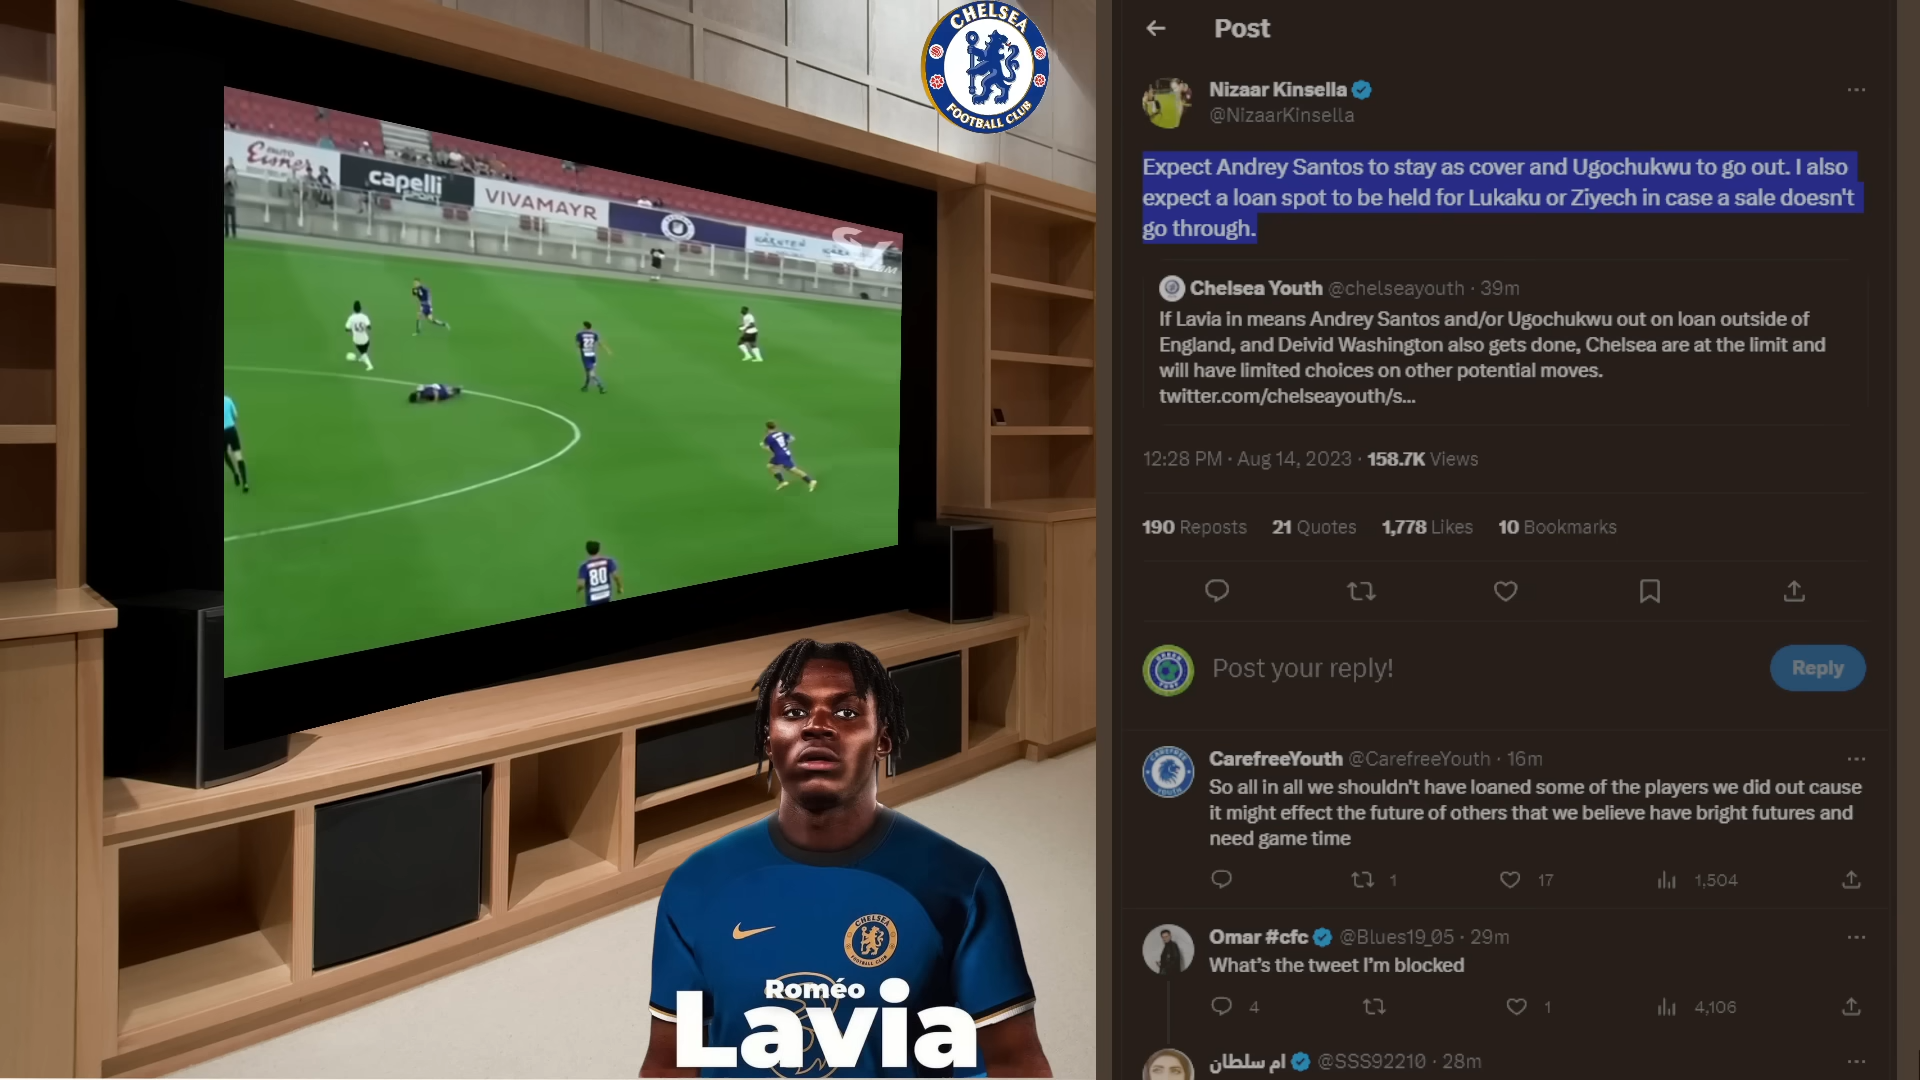 CHELSEA
FOOTBALL CLUB
Eisner
capelli
VIVAMAYR
KÄRNTEN
45
22
80
CHELSEA
FOOTBALL CLUB
Roméo
Lavia
Post
Nizaar Kinsella
@NizaarKinsella
Expect Andrey Santos to stay as cover and Ugochukwu to go out. I also
expect a loan spot to be held for Lukaku or Ziyech in case a sale doesn't
go through.
Chelsea Youth @chelseayouth · 39m
If Lavia in means Andrey Santos and/or Ugochukwu out on loan outside of
England, and Deivid Washington also gets done, Chelsea are at the limit and
will have limited choices on other potential moves.
twitter.com/chelseayouth/s...
12:28 PM · Aug 14, 2023 · 158.7K Views
190 Reposts 21 Quotes 1,778 Likes 10 Bookmarks
Post your reply!
Reply
CarefreeYouth @CarefreeYouth · 16m
So all in all we shouldn't have loaned some of the players we did out cause
it might effect the future of others that we believe have bright futures and
need game time
1 17 1,504
Omar #cfc @Blues19_05 · 29m
What's the tweet I'm blocked
4 1 4,106
ام سلطان @SSS92210 · 28m